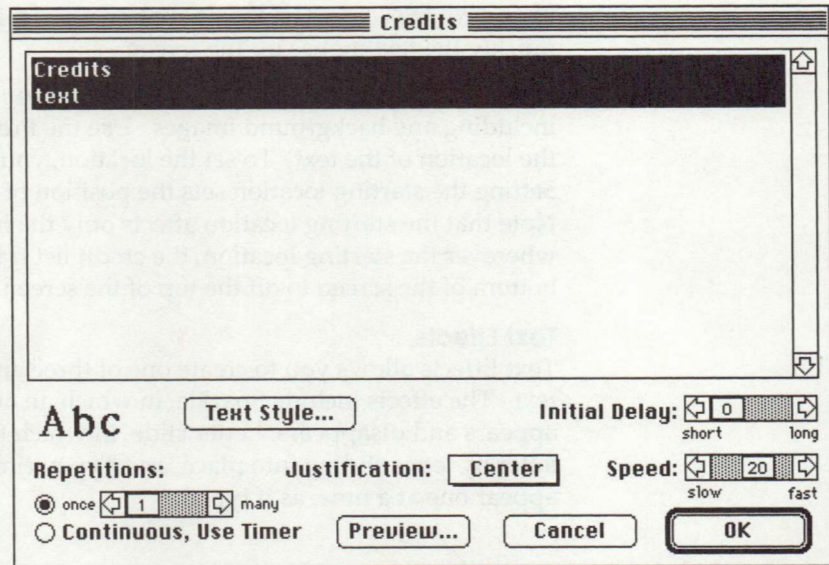 Credits
Credits
text
Abc
Text Style...
Initial Delay: 0
short long
Repetitions:
Justification: center
Speed: 20
slow fast
once 1 many
Continuous, Use Timer
Preview...
Cancel
OK